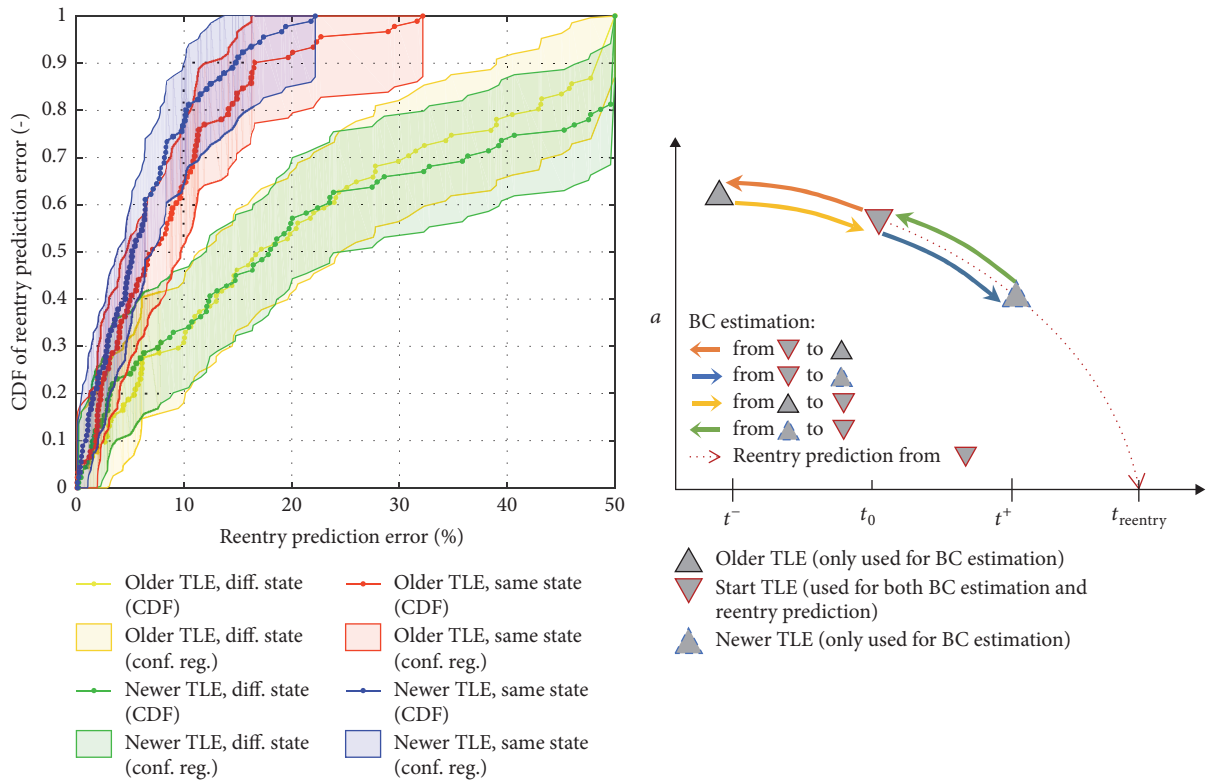 1
0.9
0.8
0.7
0.6
0.5
0.4
0.3
0.2
0.1
0
CDF of reentry prediction error (-)
0 10 20 30 40 50
Reentry prediction error (%)
Older TLE, diff. state
(CDF)
Older TLE, diff. state
(conf. reg.)
Newer TLE, diff. state
(CDF)
Newer TLE, diff. state
(conf. reg.)
Older TLE, same state
(CDF)
Older TLE, same state
(conf. reg.)
Newer TLE, same state
(CDF)
Newer TLE, same state
(conf. reg.)
a
BC estimation:
from to
from to
from to
from to
Reentry prediction from
t⁻ t₀ t⁺ t_reentry
Older TLE (only used for BC estimation)
Start TLE (used for both BC estimation and
reentry prediction)
Newer TLE (only used for BC estimation)